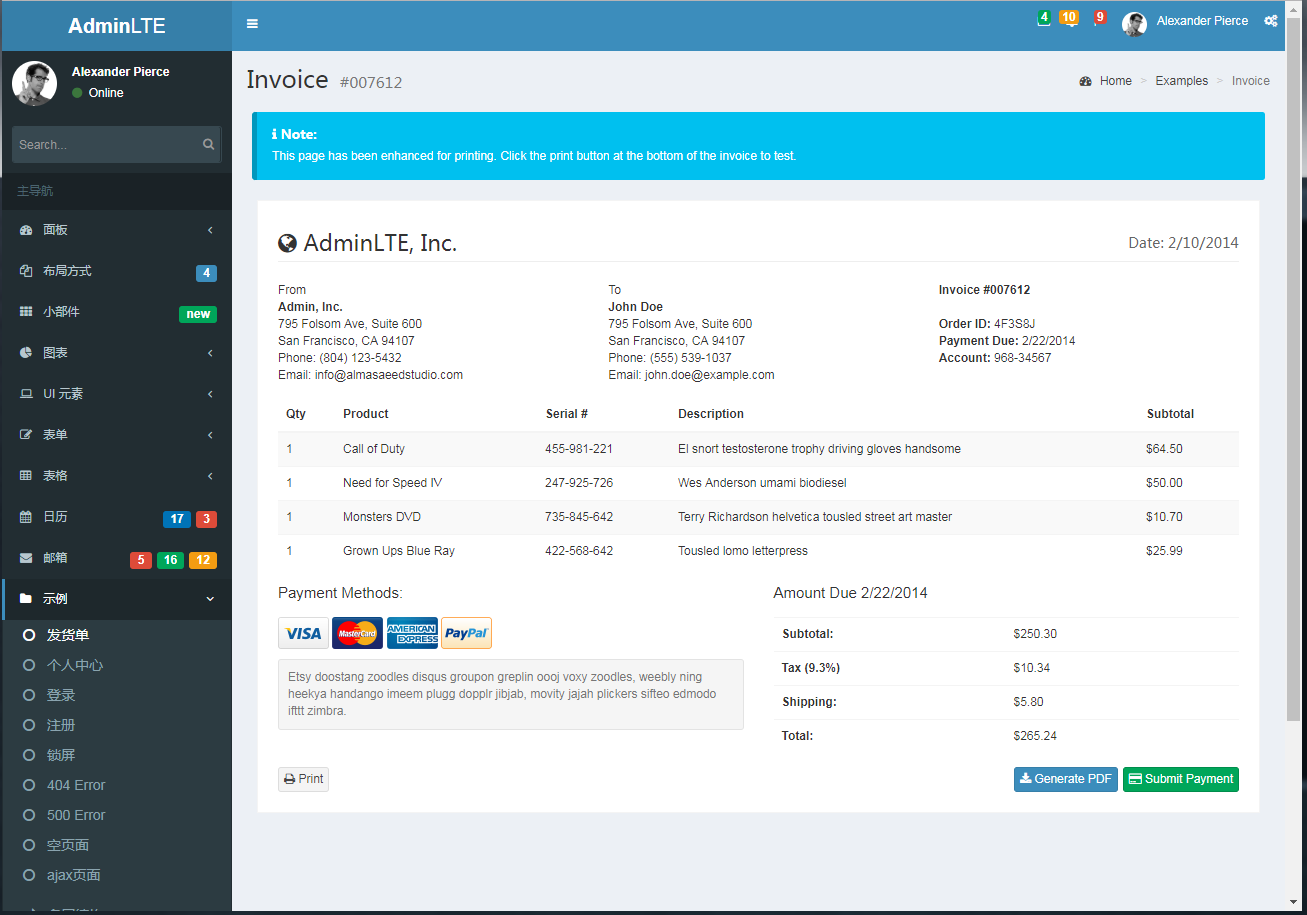 AdminLTE
4 10 9 Alexander Pierce
Alexander Pierce
Online
Search...
主导航
面板
布局方式 4
小部件 new
图表
UI 元素
表单
表格
日历 17 3
邮箱 5 16 12
示例
发货单
个人中心
登录
注册
锁屏
404 Error
500 Error
空页面
ajax页面
Invoice #007612
Home > Examples > Invoice
Note:
This page has been enhanced for printing. Click the print button at the bottom of the invoice to test.
AdminLTE, Inc. Date: 2/10/2014
From
Admin, Inc.
795 Folsom Ave, Suite 600
San Francisco, CA 94107
Phone: (804) 123-5432
Email: info@almasaeedstudio.com
To
John Doe
795 Folsom Ave, Suite 600
San Francisco, CA 94107
Phone: (555) 539-1037
Email: john.doe@example.com
Invoice #007612
Order ID: 4F3S8J
Payment Due: 2/22/2014
Account: 968-34567
Qty Product Serial # Description Subtotal
1 Call of Duty 455-981-221 El snort testosterone trophy driving gloves handsome $64.50
1 Need for Speed IV 247-925-726 Wes Anderson umami biodiesel $50.00
1 Monsters DVD 735-845-642 Terry Richardson helvetica tousled street art master $10.70
1 Grown Ups Blue Ray 422-568-642 Tousled lomo letterpress $25.99
Payment Methods:
VISA MasterCard AMERICAN EXPRESS PayPal
Etsy doostang zoodles disqus groupon greplin oooj voxy zoodles, weebly ning
heekya handango imeem plugg dopplr jibjab, movity jajah plickers sifteo edmodo
ifttt zimbra.
Amount Due 2/22/2014
Subtotal: $250.30
Tax (9.3%) $10.34
Shipping: $5.80
Total: $265.24
Print
Generate PDF
Submit Payment